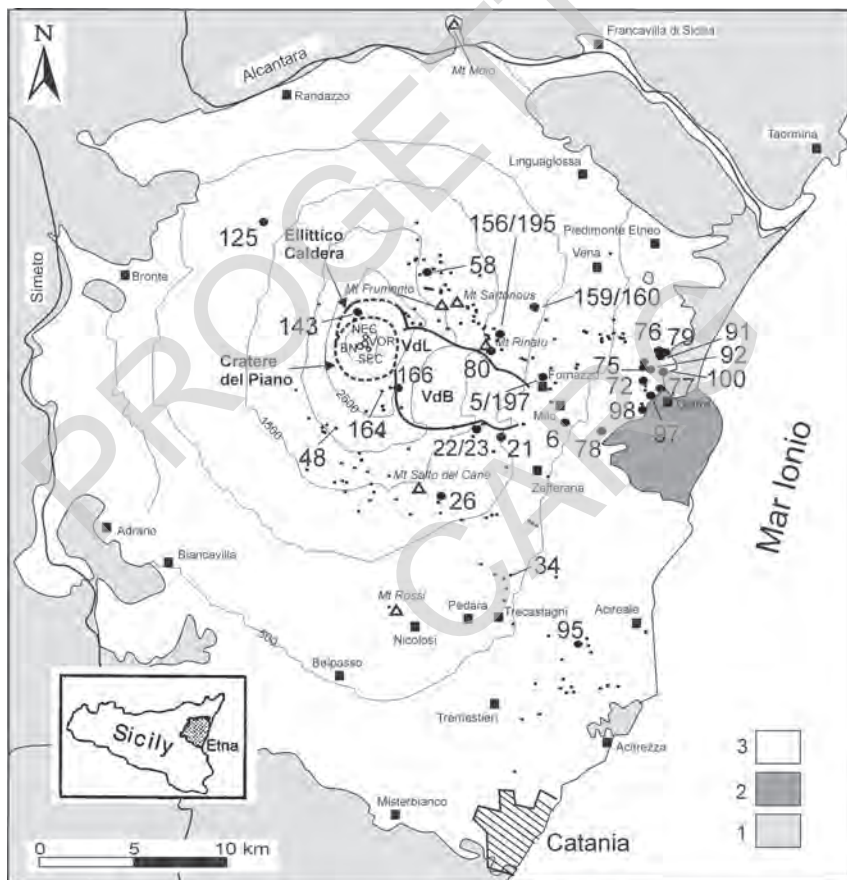 N
Francavilla di Sicilia
Mt Moio
Alcantara
Randazzo
Taormina
Linguaglossa
Simeto
125
Ellittico
Caldera
156/195
Piedimonte Etneo
58
Vena
Bronte
Mt Frumento
Mt Sartorius
159/160
143
NEC
VOR
BN
SEC
VdL
Mt Rinatu
76
79
91
92
Cratere
del Piano
75
100
166
80
Fornazzo
72
77
VdB
5/197
Milo
98
Giarre
97
2500
1500
164
48
22/23
21
6
78
Mt Salto del Cane
26
Zafferana
Mar Ionio
Adrano
Biancavilla
34
Mt Rossi
Pedara
Trecastagni
Acireale
500
Nicolosi
95
Belpasso
Tremestieri
Sicily
Etna
Acitrezza
3
2
1
Misterbianco
Catania
0
5
10 km